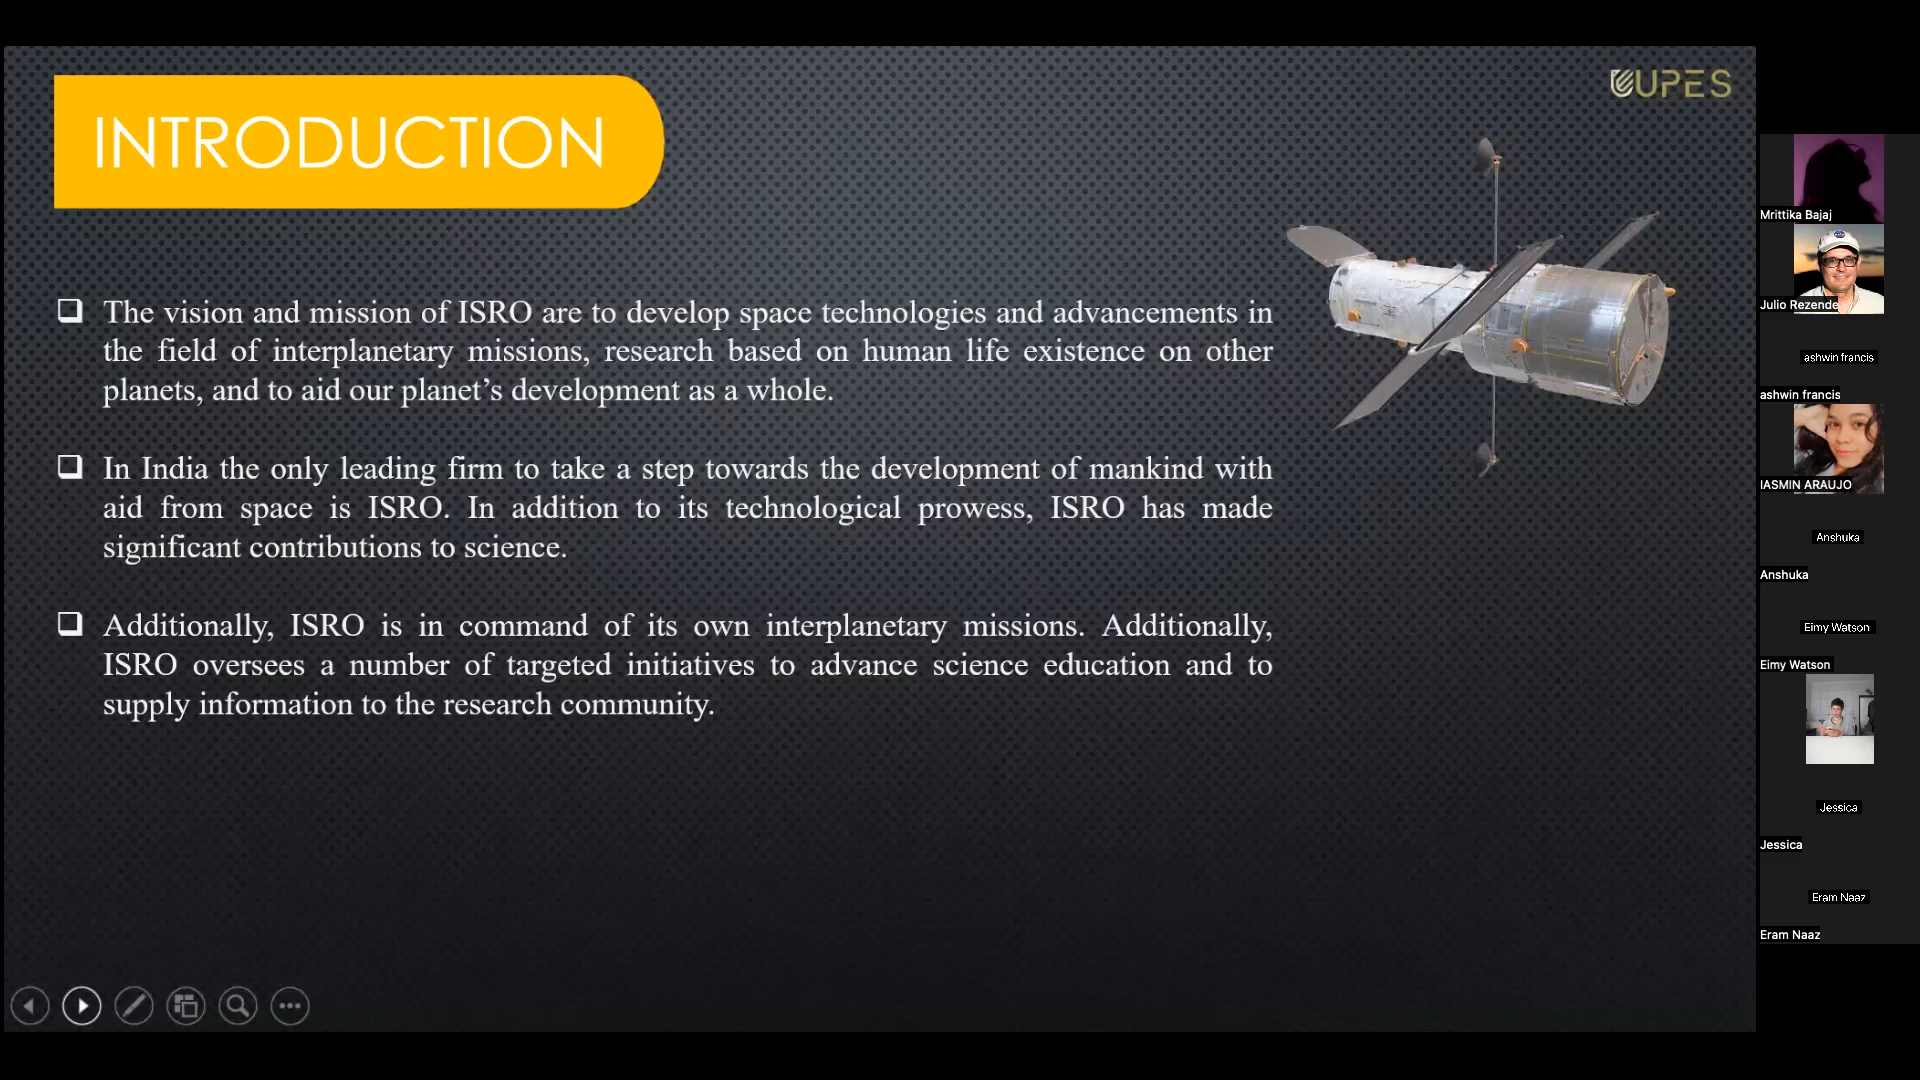 INTRODUCTION
UPES
❑ The vision and mission of ISRO are to develop space technologies and advancements in
the field of interplanetary missions, research based on human life existence on other
planets, and to aid our planet’s development as a whole.
❑ In India the only leading firm to take a step towards the development of mankind with
aid from space is ISRO. In addition to its technological prowess, ISRO has made
significant contributions to science.
❑ Additionally, ISRO is in command of its own interplanetary missions. Additionally,
ISRO oversees a number of targeted initiatives to advance science education and to
supply information to the research community.
Mrittika Bajaj
Julio Rezende
ashwin francis
ashwin francis
IASMIN ARAUJO
Anshuka
Anshuka
Eimy Watson
Eimy Watson
Jessica
Jessica
Eram Naaz
Eram Naaz